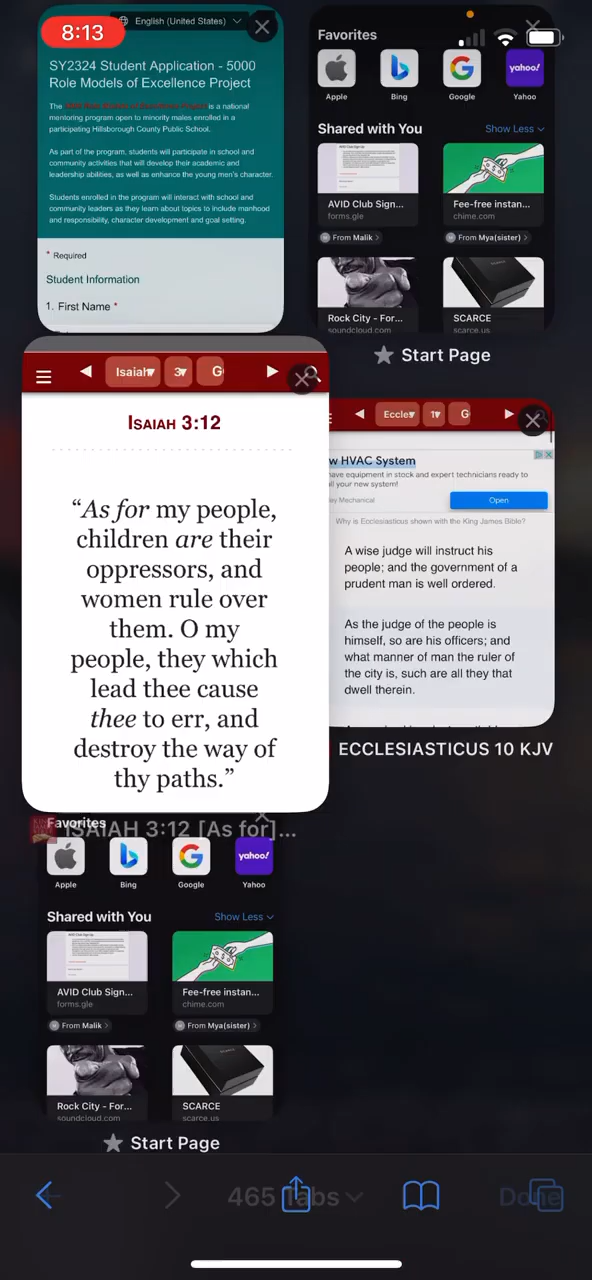 8:13
English (United States)
SY2324 Student Application - 5000
Role Models of Excellence Project
The
is a national
mentoring program open to minority males enrolled in a
participating Hillsborough County Public School.
As part of the program, students will participate in school and
community activities that will develop their academic and
leadership abilities, as well as enhance the young men's character.
Students enrolled in the program will interact with school and
community leaders as they learn about topics to include manhood
and responsibility, character development and goal setting.
* Required
Student Information
1. First Name *
Favorites
Apple
Bing
Google
yahoo!
Yahoo
Shared with You
Show Less
AVID Club Sign...
forms.gle
From Malik
Fee-free instan...
chime.com
From Mya(sister)
Rock City - For...
soundcloud.com
SCARCE
scarce.us
Start Page
Isaiah
3
G
ISAIAH 3:12
“As for my people,
children are their
oppressors, and
women rule over
them. O my
people, they which
lead thee cause
thee to err, and
destroy the way of
thy paths.”
ISAIAH 3:12 [As for]...
Eccle
1
G
w HVAC System
have equipment in stock and expert technicians ready to
ll your new system!
ey Mechanical
Open
Why is Ecclesiasticus shown with the King James Bible?
A wise judge will instruct his
people; and the government of a
prudent man is well ordered.
As the judge of the people is
himself, so are his officers; and
what manner of man the ruler of
the city is, such are all they that
dwell therein.
ECCLESIASTICUS 10 KJV
Favorites
Apple
Bing
Google
yahoo!
Yahoo
Shared with You
Show Less
AVID Club Sign...
forms.gle
From Malik
Fee-free instan...
chime.com
From Mya(sister)
Rock City - For...
soundcloud.com
SCARCE
scarce.us
Start Page
465 Tabs
Done